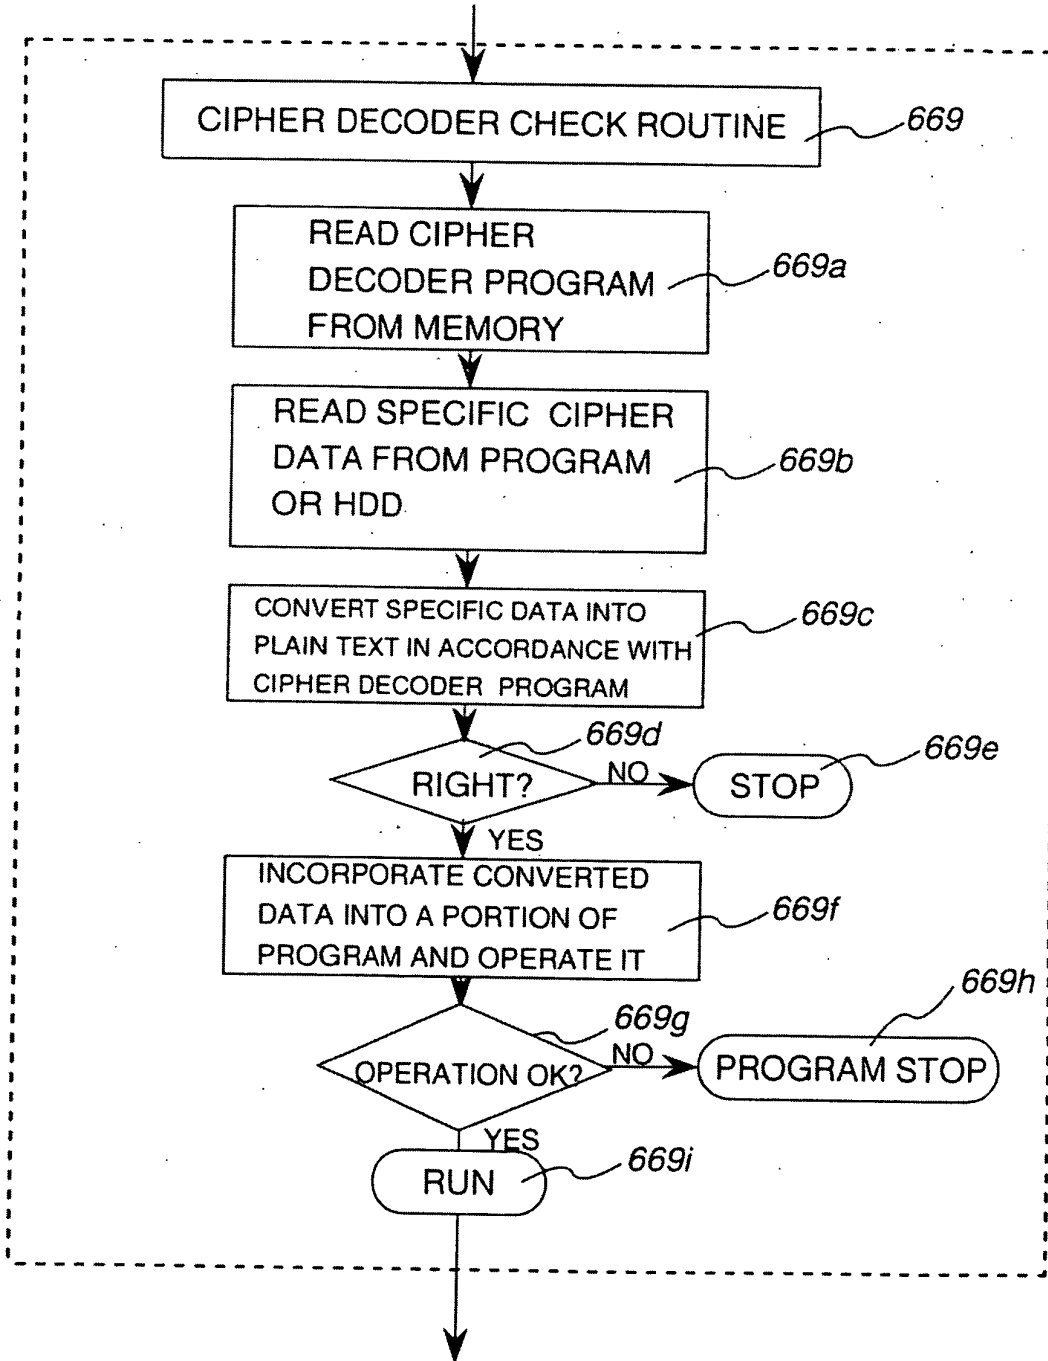 CIPHER DECODER CHECK ROUTINE
669
READ CIPHER
DECODER PROGRAM
FROM MEMORY
669a
READ SPECIFIC CIPHER
DATA FROM PROGRAM
OR HDD
669b
CONVERT SPECIFIC DATA INTO
PLAIN TEXT IN ACCORDANCE WITH
CIPHER DECODER PROGRAM
669c
669d
RIGHT?
NO
STOP
669e
YES
INCORPORATE CONVERTED
DATA INTO A PORTION OF
PROGRAM AND OPERATE IT
669f
669g
OPERATION OK?
NO
PROGRAM STOP
669h
YES
RUN
669i